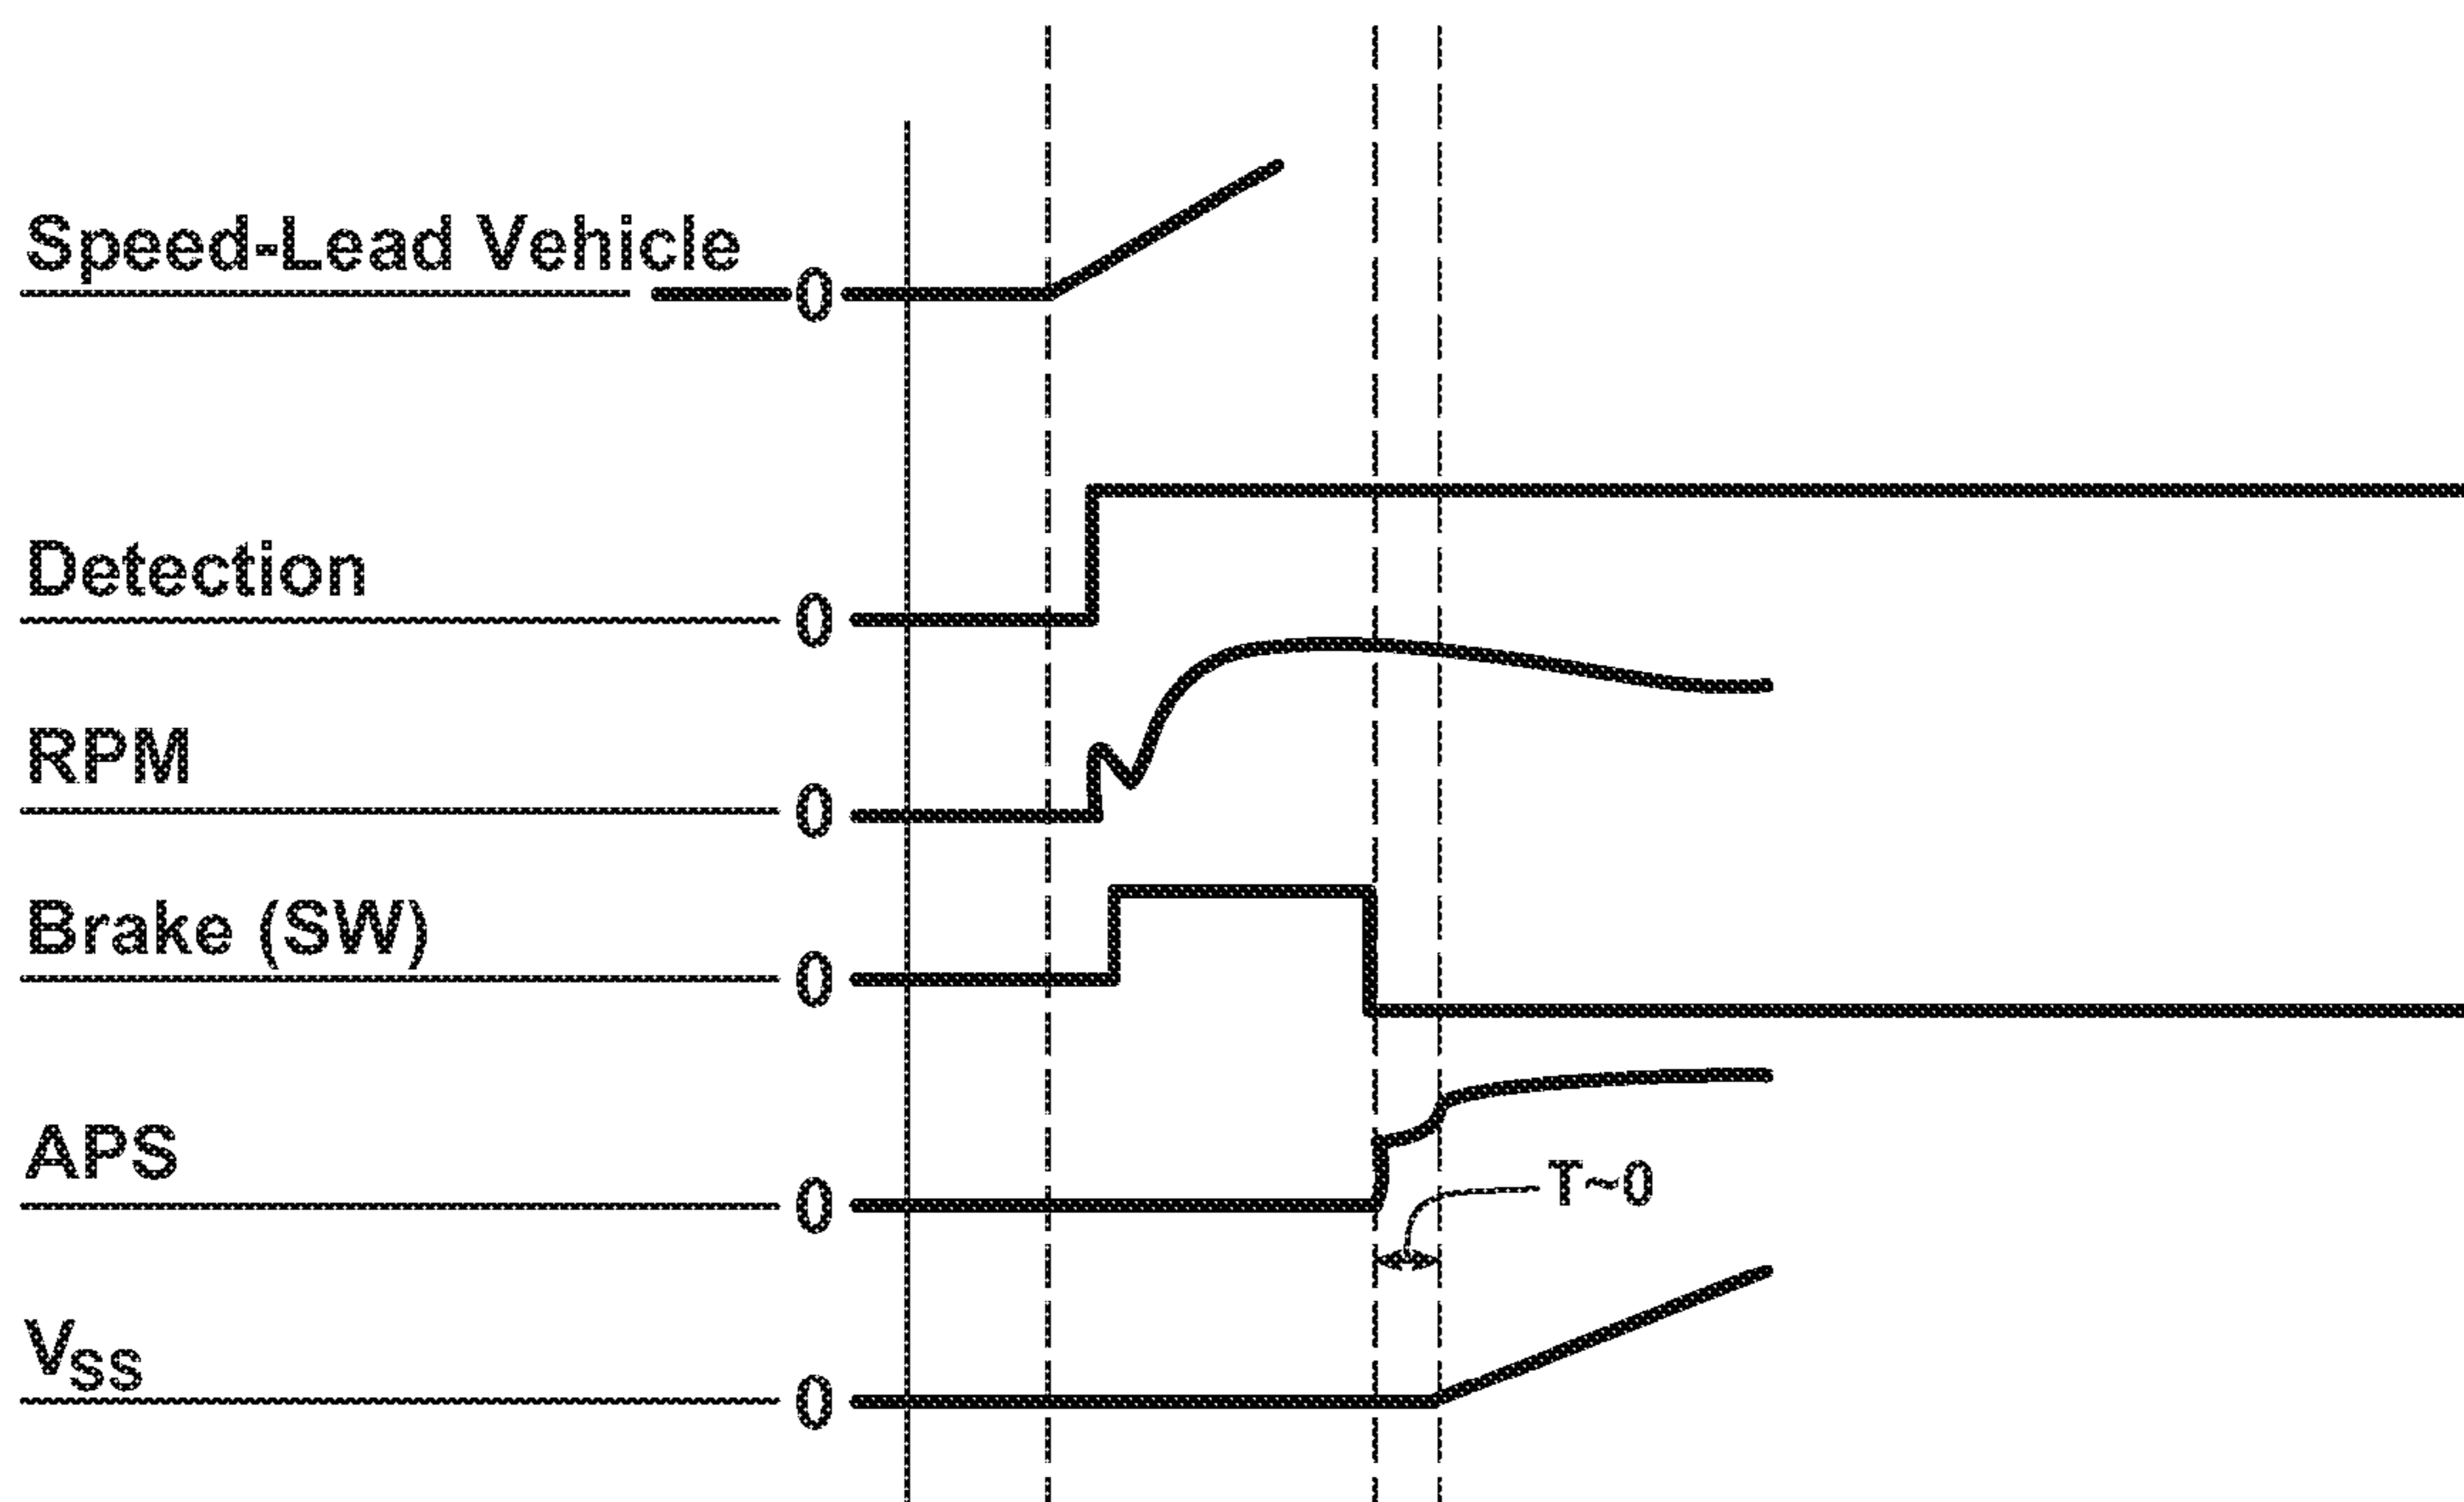 Speed-Lead Vehicle
0
Detection
0
RPM
0
Brake (SW)
0
APS
0
T~0
VSS
0